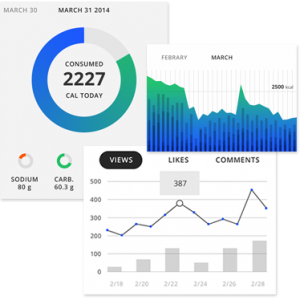 MARCH 30 MARCH 31 2014
CONSUMED
2227
CAL TODAY
SODIUM CARB.
80 g 60.3 g
FEBRARY MARCH
2500 kcal
VIEWS LIKES COMMENTS
387
500
400
300
200
100
0
2/18 2/20 2/22 2/24 2/26 2/28